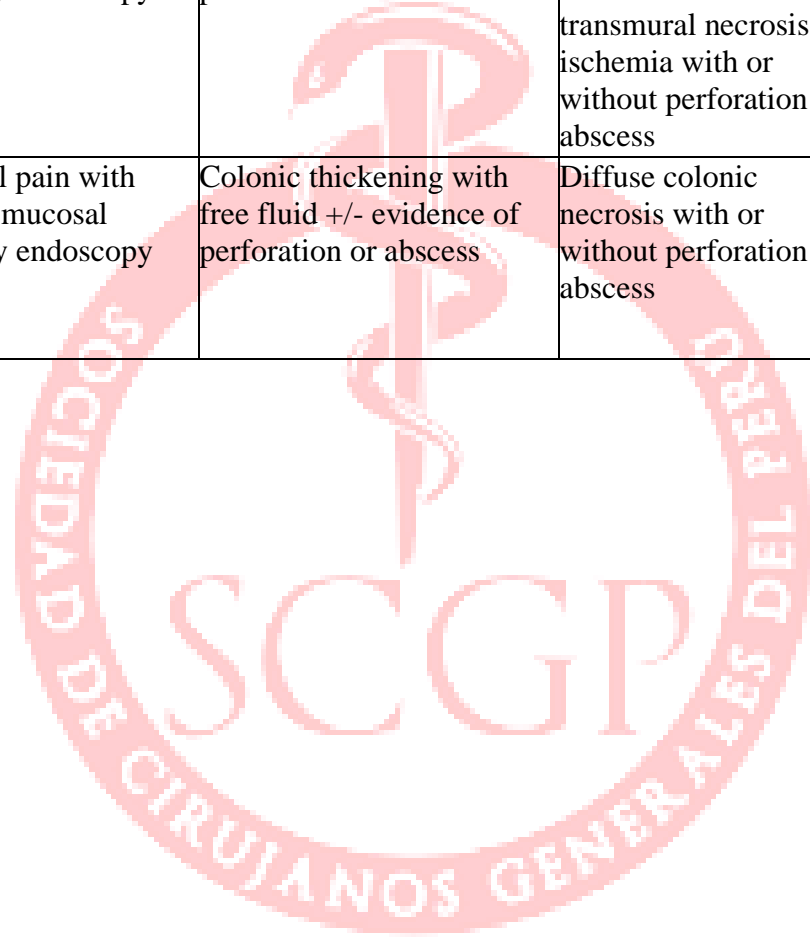 transmural necrosis
ischemia with or
without perforation
abscess
l pain with
mucosal
y endoscopy
Colonic thickening with
free fluid +/- evidence of
perforation or abscess
Diffuse colonic
necrosis with or
without perforation
abscess
SOCIEDAD DE CIRUJANOS GENERALES DEL PERU
SCGP